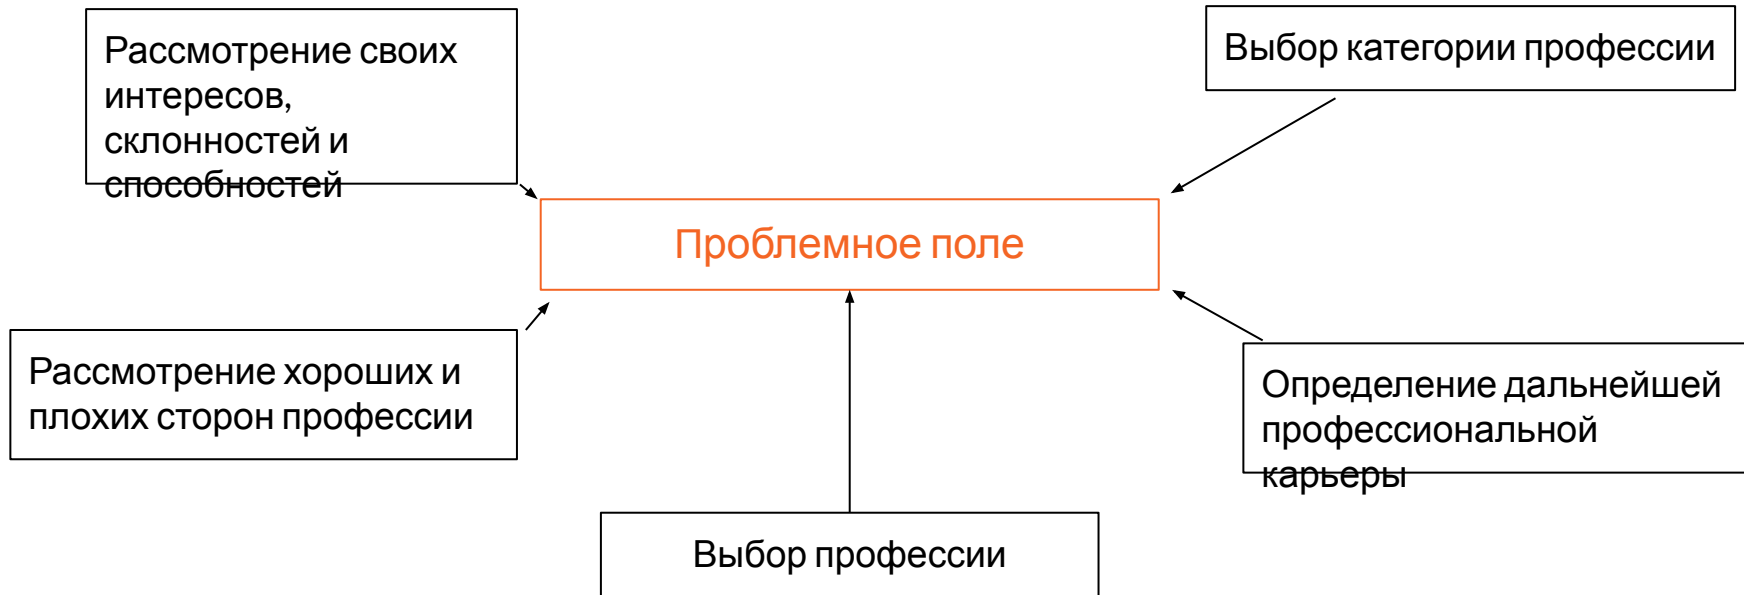 Рассмотрение своих
интересов,
склонностей и
способностей
Выбор категории профессии
Проблемное поле
Рассмотрение хороших и
плохих сторон профессии
Определение дальнейшей
профессиональной
карьеры
Выбор профессии